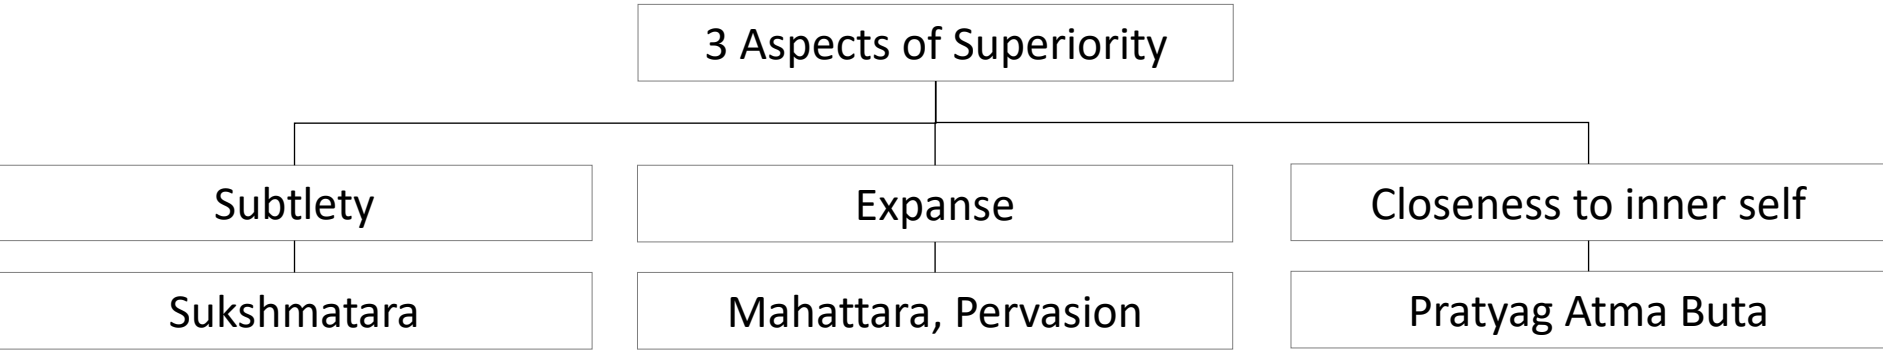 3 Aspects of Superiority
Subtlety
Expanse
Closeness to inner self
Sukshmatara
Mahattara, Pervasion
Pratyag Atma Buta